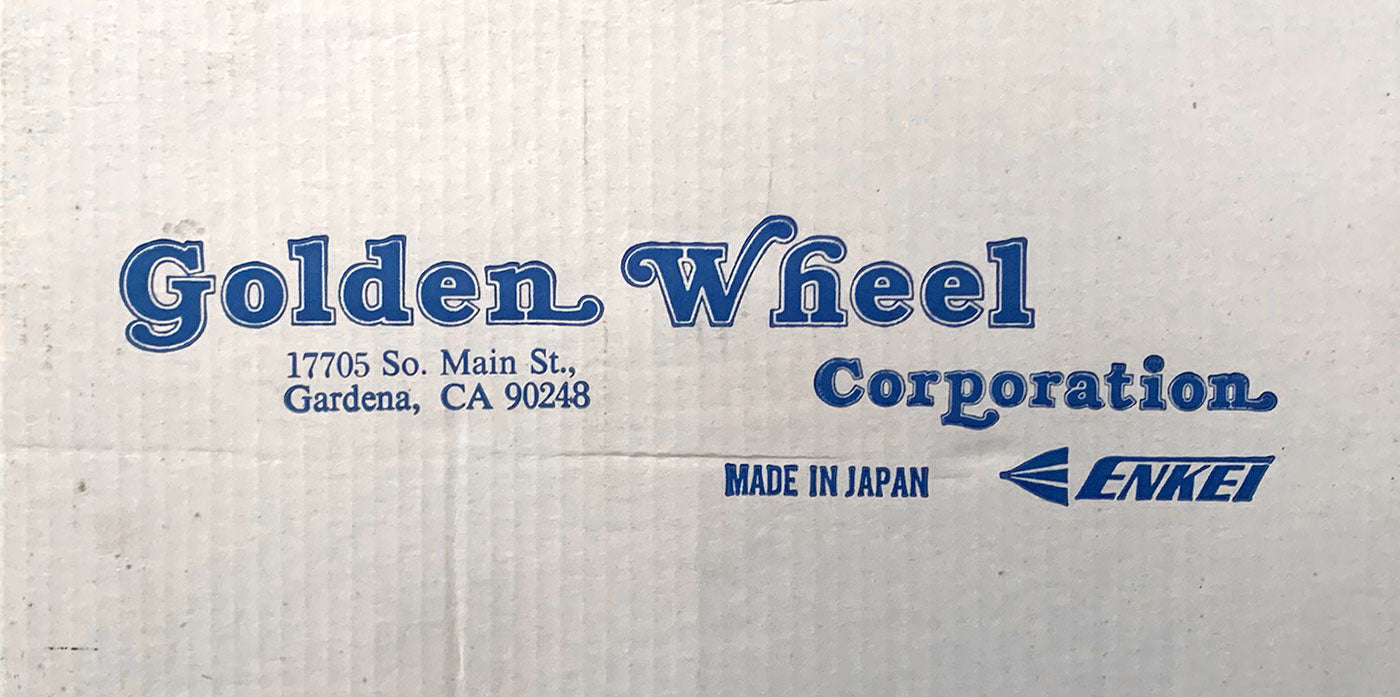 Golden Wheel
17705 So. Main St.,
Gardena, CA 90248
Corporation
MADE IN JAPAN
ENKEI